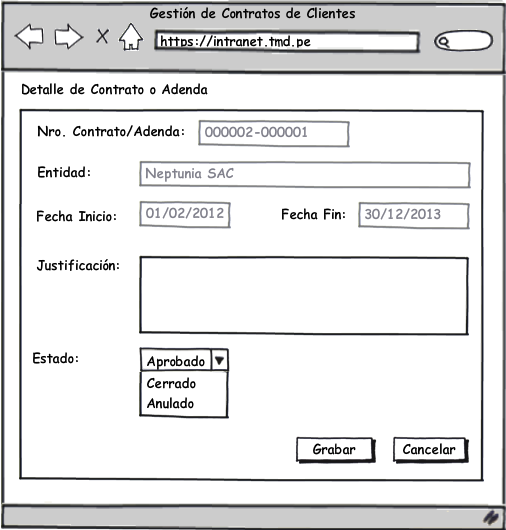 Gestión de Contratos de Clientes
https://intranet.tmd.pe
Detalle de Contrato o Adenda
Nro. Contrato/Adenda: 000002-000001
Entidad: Neptunia SAC
Fecha Inicio: 01/02/2012 Fecha Fin: 30/12/2013
Justificación:
Estado: Aprobado
Cerrado
Anulado
Grabar Cancelar